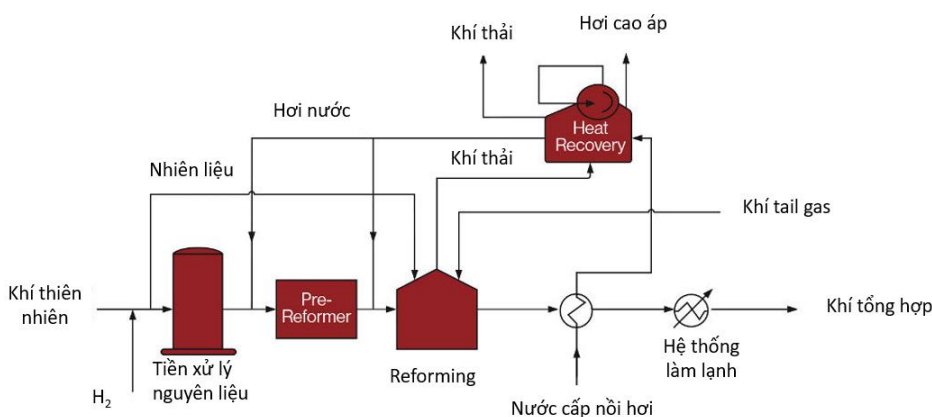 Khí thải
Hơi cao áp
Hơi nước
Heat
Recovery
Khí thải
Nhiên liệu
Khí tail gas
Khí thiên
nhiên
Pre-
Reformer
Khí tổng hợp
Tiền xử lý
nguyên liệu
Reforming
Hệ thống
làm lạnh
H₂
Nước cấp nồi hơi